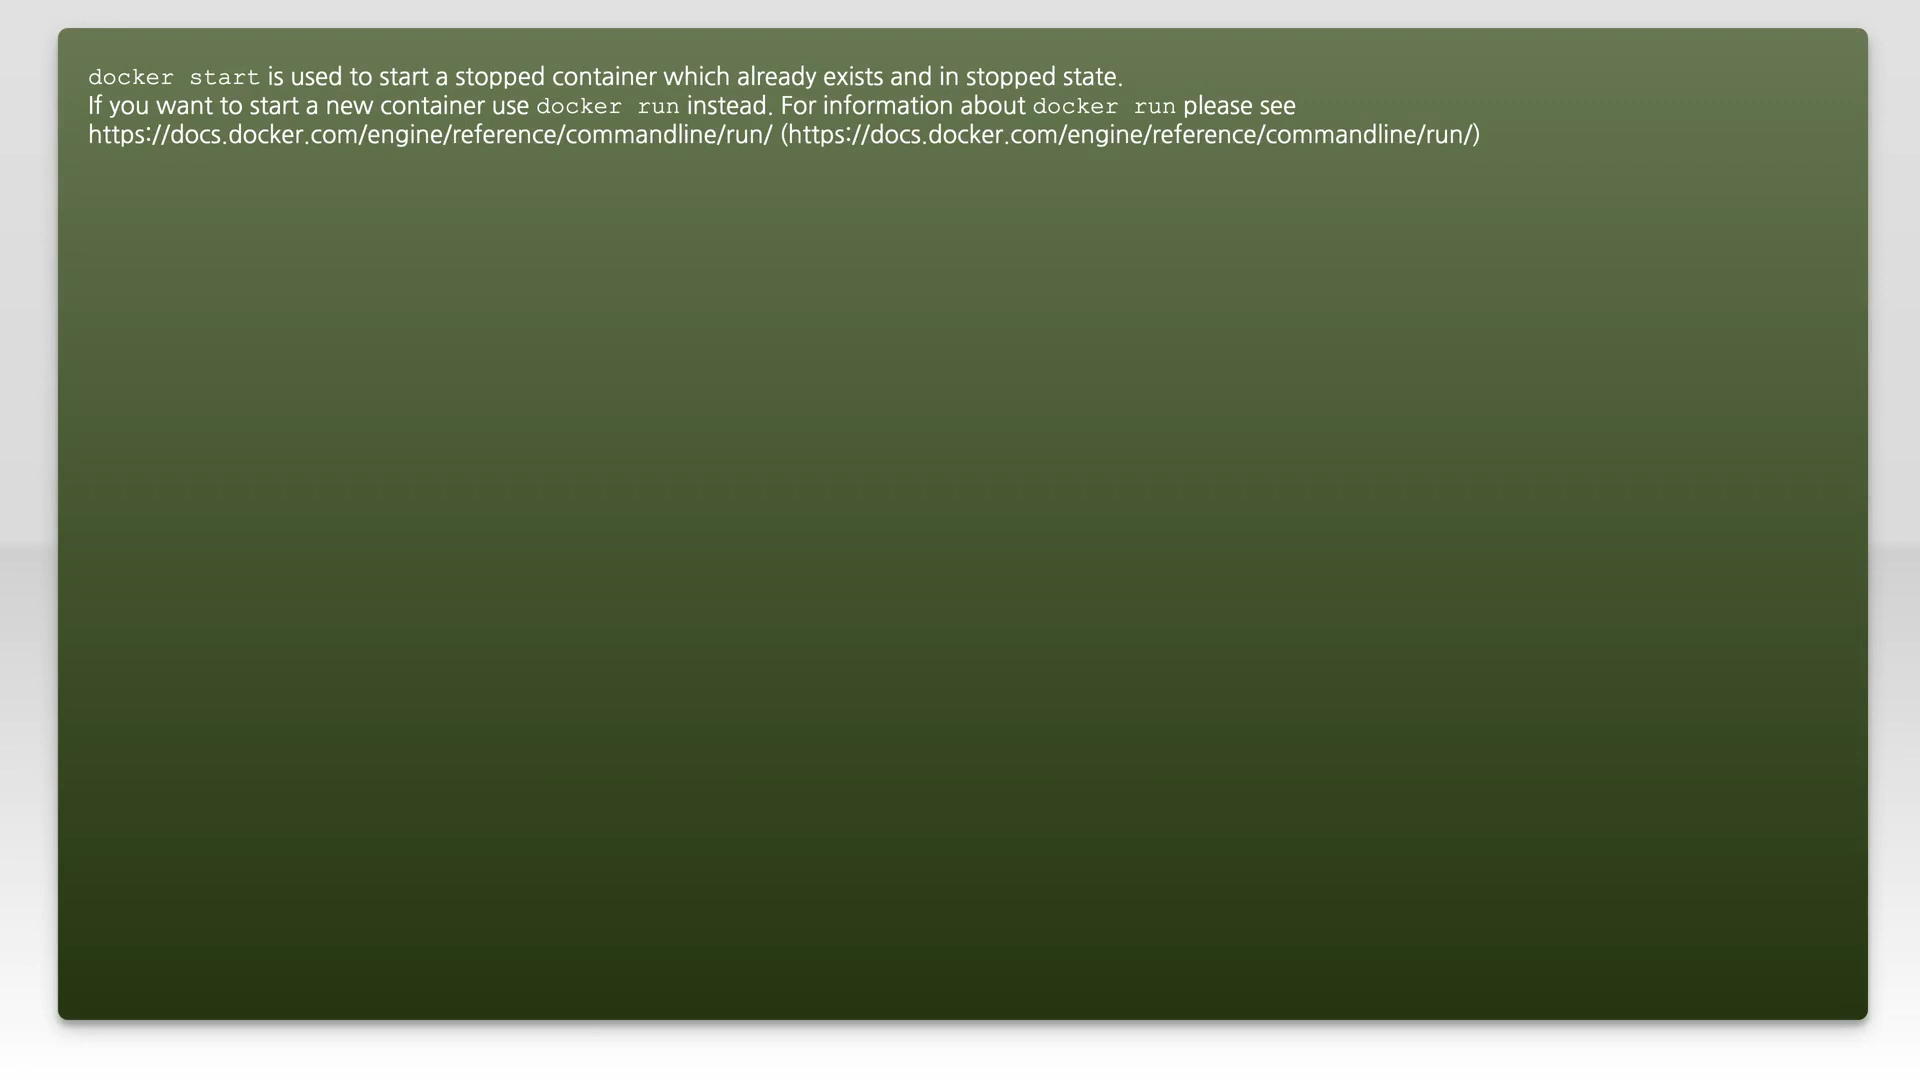 docker start is used to start a stopped container which already exists and in stopped state.
If you want to start a new container use docker run instead. For information about docker run please see
https://docs.docker.com/engine/reference/commandline/run/ (https://docs.docker.com/engine/reference/commandline/run/)